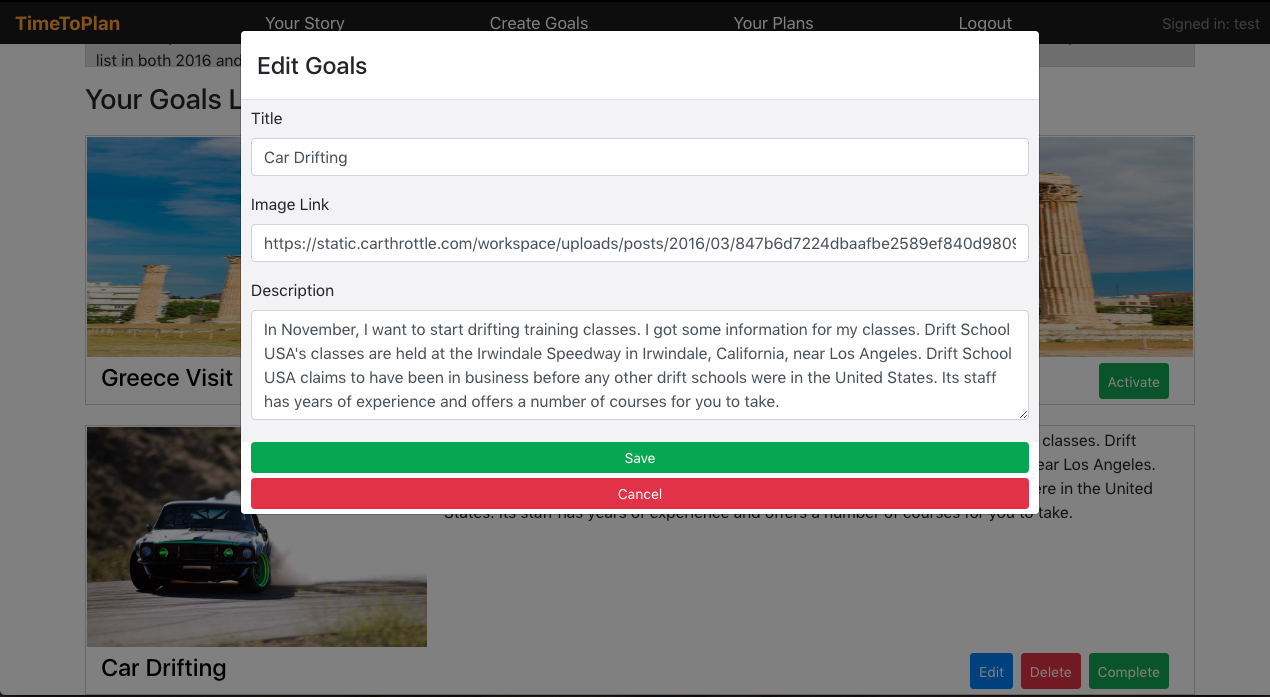 TimeToPlan Your Story Create Goals Your Plans Logout Signed in: test
list in both 2016 and
Your Goals L
Edit Goals
Title
Car Drifting
Image Link
https://static.carthrottle.com/workspace/uploads/posts/2016/03/847b6d7224dbaafbe2589ef840d9809
Description
In November, I want to start drifting training classes. I got some information for my classes. Drift School
USA's classes are held at the Irwindale Speedway in Irwindale, California, near Los Angeles. Drift School
USA claims to have been in business before any other drift schools were in the United States. Its staff
has years of experience and offers a number of courses for you to take.
Save
Cancel
Greece Visit
Activate
classes. Drift
ear Los Angeles.
ere in the United
States. Its staff has years of experience and offers a number of courses for you to take.
Car Drifting
Edit Delete Complete